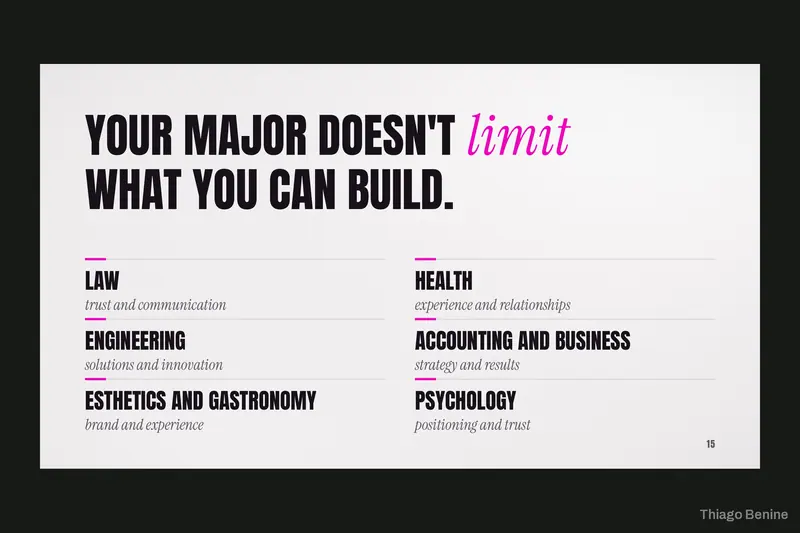 YOUR MAJOR DOESN'T limit
WHAT YOU CAN BUILD.
LAW
trust and communication
HEALTH
experience and relationships
ENGINEERING
solutions and innovation
ACCOUNTING AND BUSINESS
strategy and results
ESTHETICS AND GASTRONOMY
brand and experience
PSYCHOLOGY
positioning and trust
15
Thiago Benine